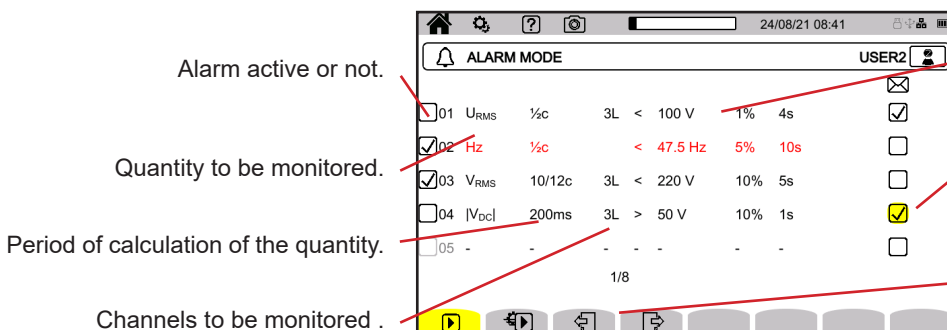 24/08/21 08:41
ALARM MODE USER2
Alarm active or not.
01 URMS ½c 3L < 100 V 1% 4s
02 Hz ½c < 47.5 Hz 5% 10s
Quantity to be monitored.
03 VRMS 10/12c 3L < 220 V 10% 5s
04 |VDC| 200ms 3L > 50 V 10% 1s
Period of calculation of the quantity.
05 - - - - - -
1/8
Channels to be monitored .